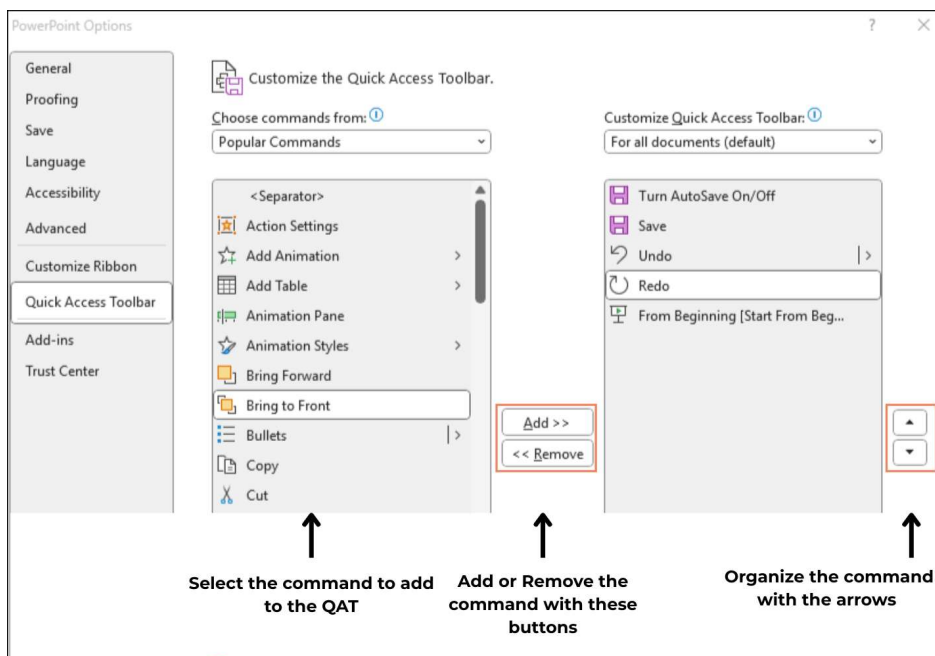 PowerPoint Options
?
General
Proofing
Save
Language
Accessibility
Advanced
Customize Ribbon
Quick Access Toolbar
Add-ins
Trust Center
Customize the Quick Access Toolbar.
Choose commands from:
Popular Commands
<Separator>
Action Settings
Add Animation
Add Table
Animation Pane
Animation Styles
Bring Forward
Bring to Front
Bullets
Copy
Cut
Add >>
<< Remove
Customize Quick Access Toolbar:
For all documents (default)
Turn AutoSave On/Off
Save
Undo
Redo
From Beginning [Start From Beg...
Select the command to add
to the QAT
Add or Remove the
command with these
buttons
Organize the command
with the arrows